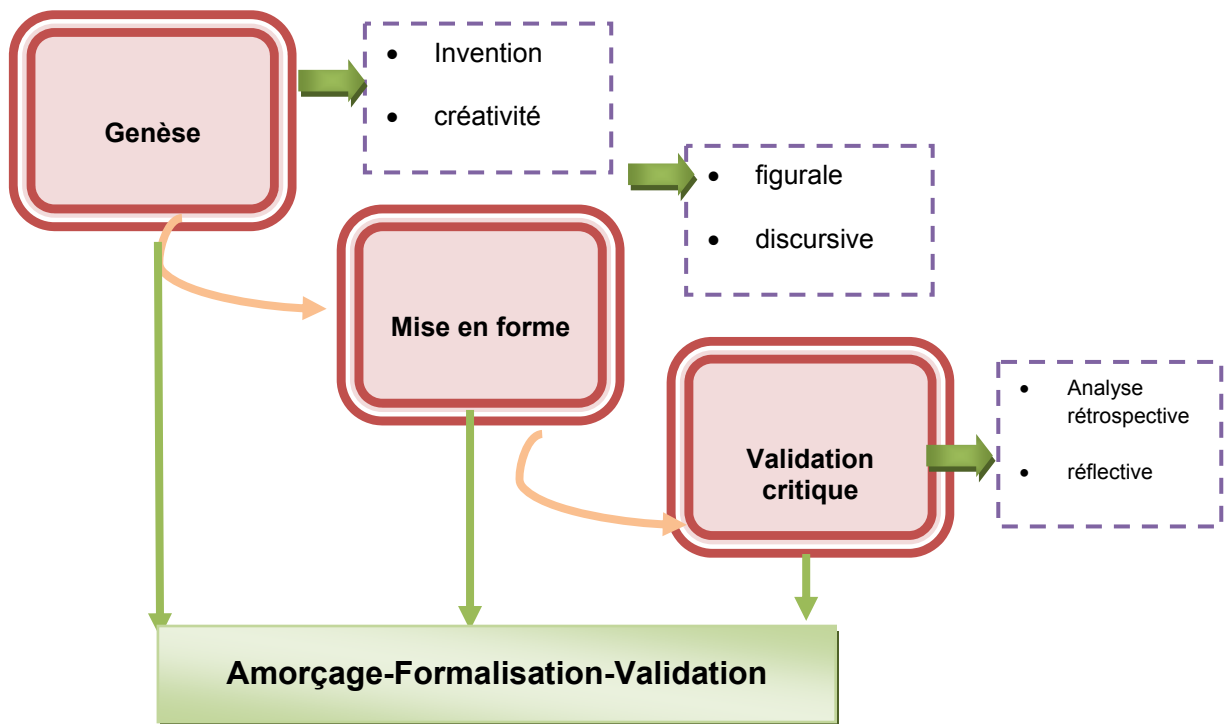 Genèse
• Invention
• créativité
Mise en forme
• figurale
• discursive
Validation
critique
• Analyse
rétrospective
• réflective
Amorçage-Formalisation-Validation